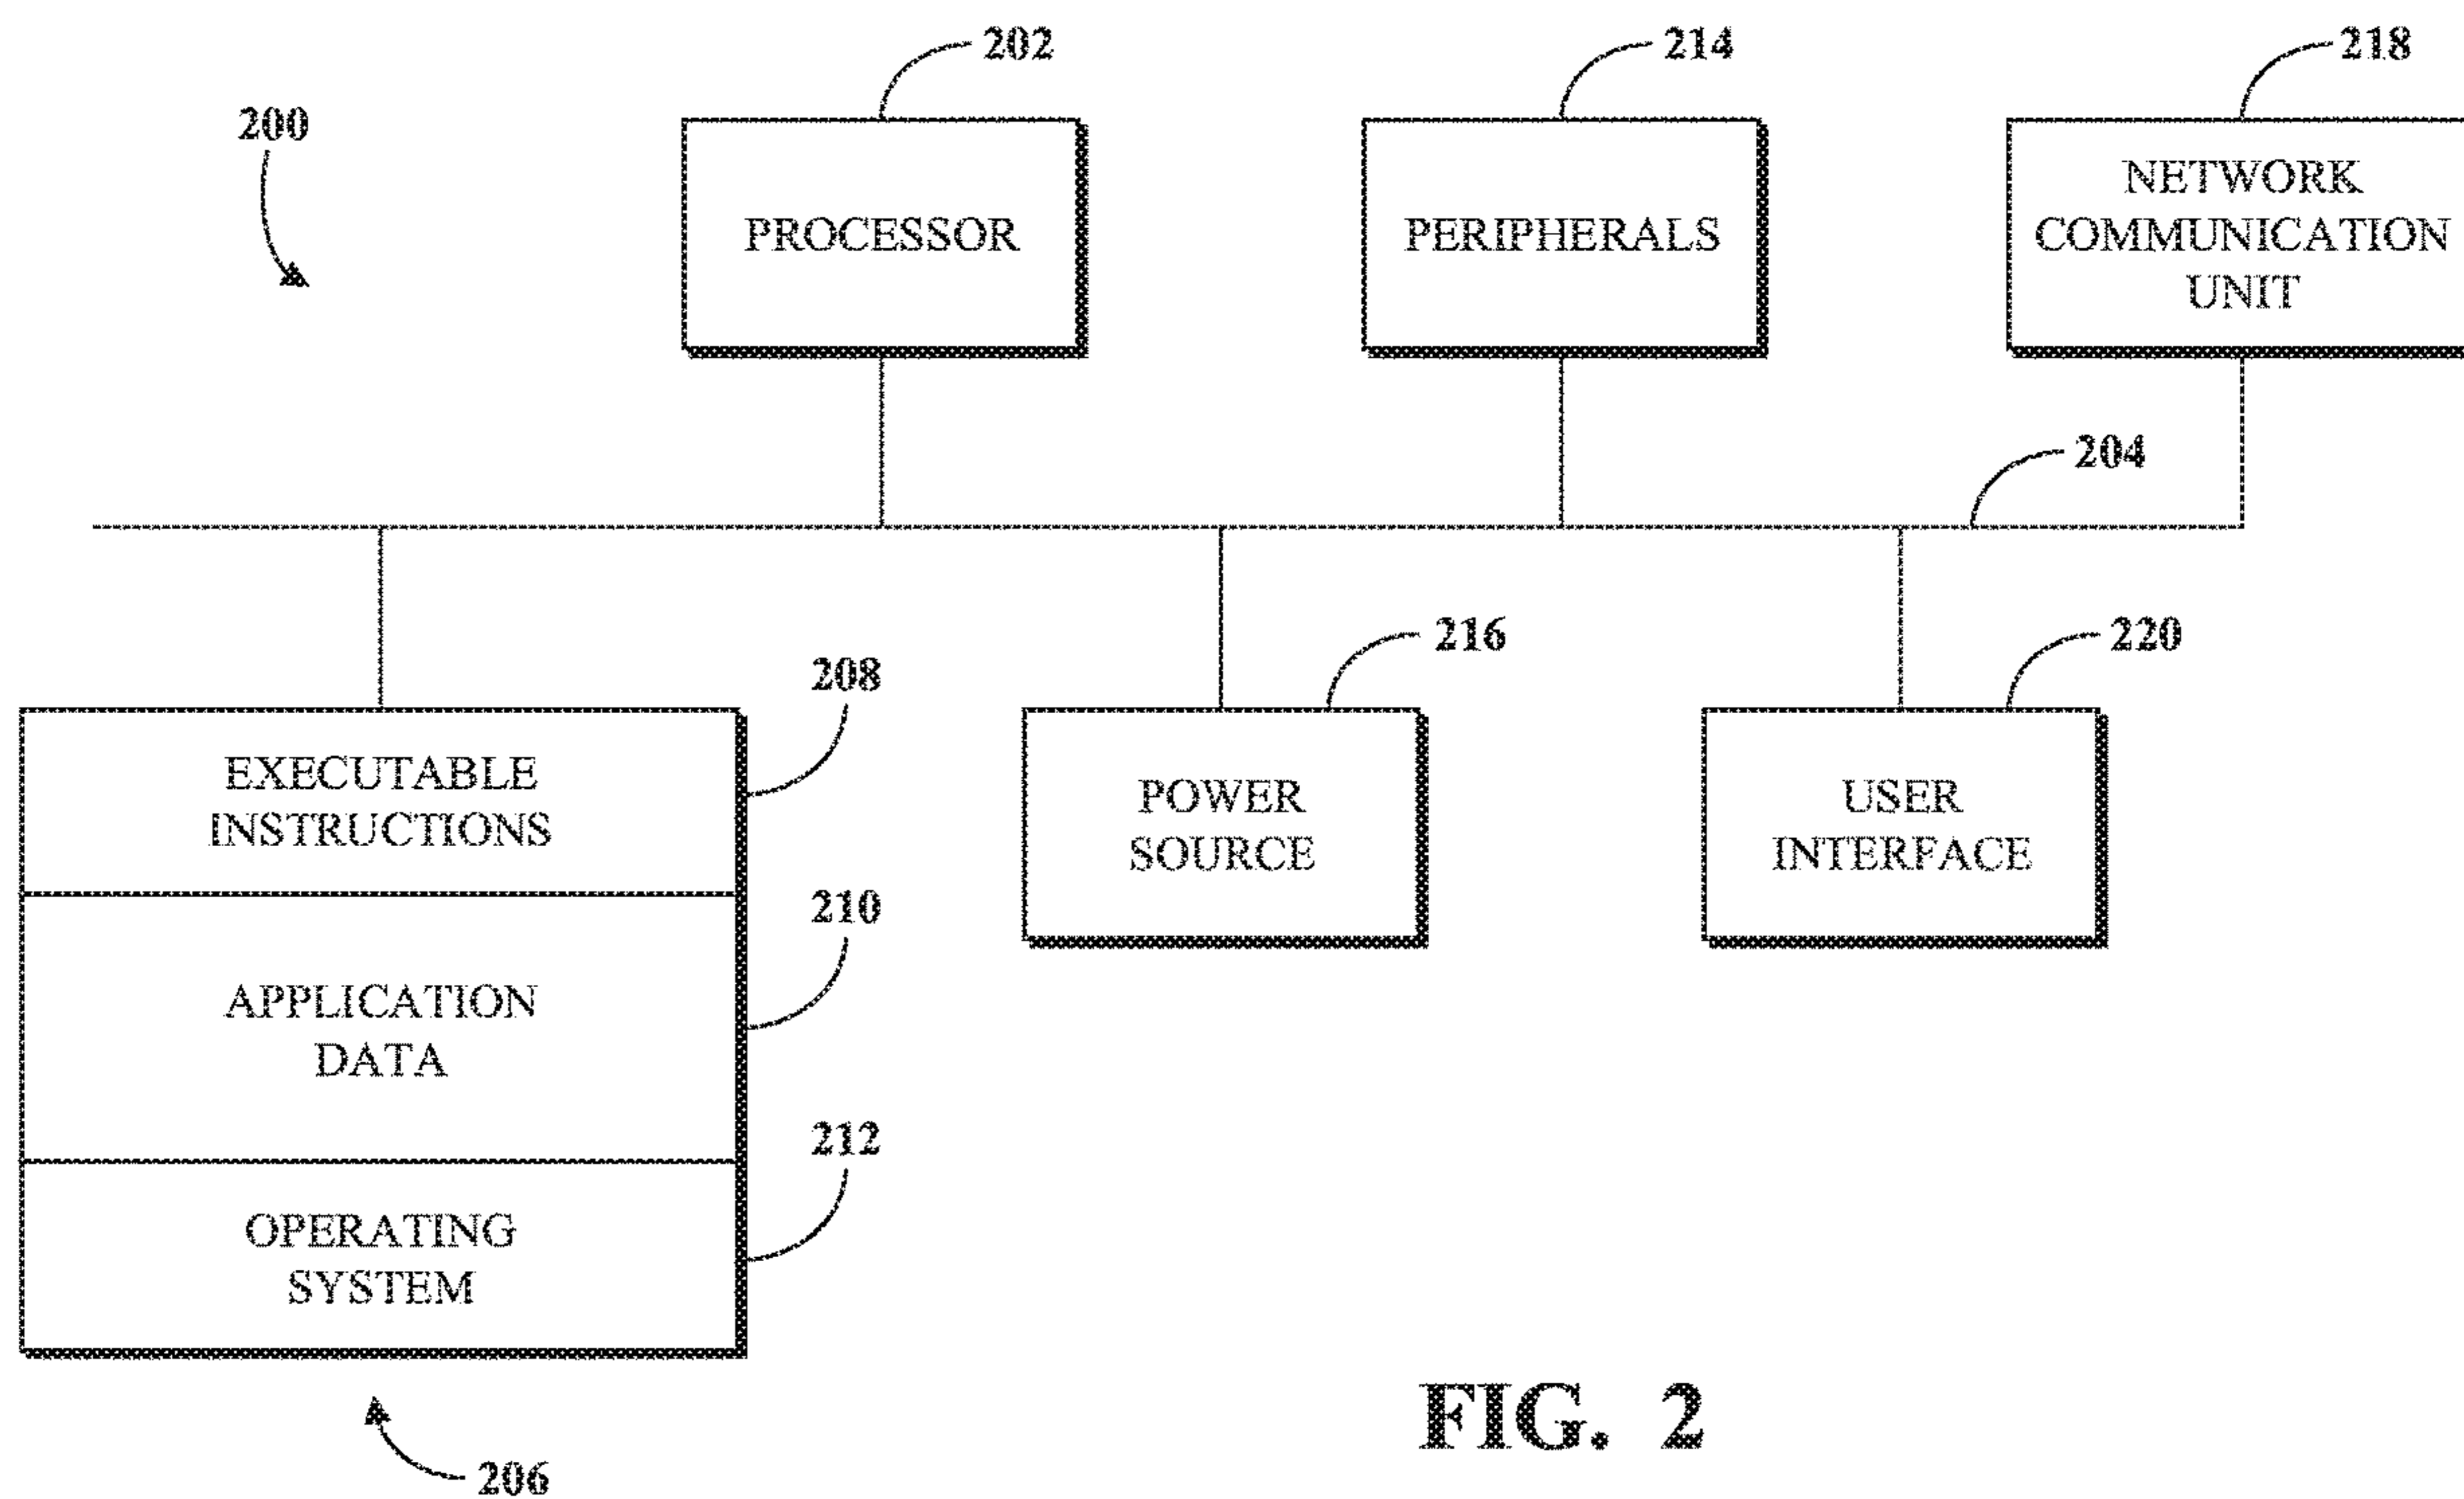 202
214
218
200
PROCESSOR
PERIPHERALS
NETWORK
COMMUNICATION
UNIT
204
216
220
208
EXECUTABLE
INSTRUCTIONS
POWER
SOURCE
USER
INTERFACE
210
APPLICATION
DATA
212
OPERATING
SYSTEM
206
FIG. 2